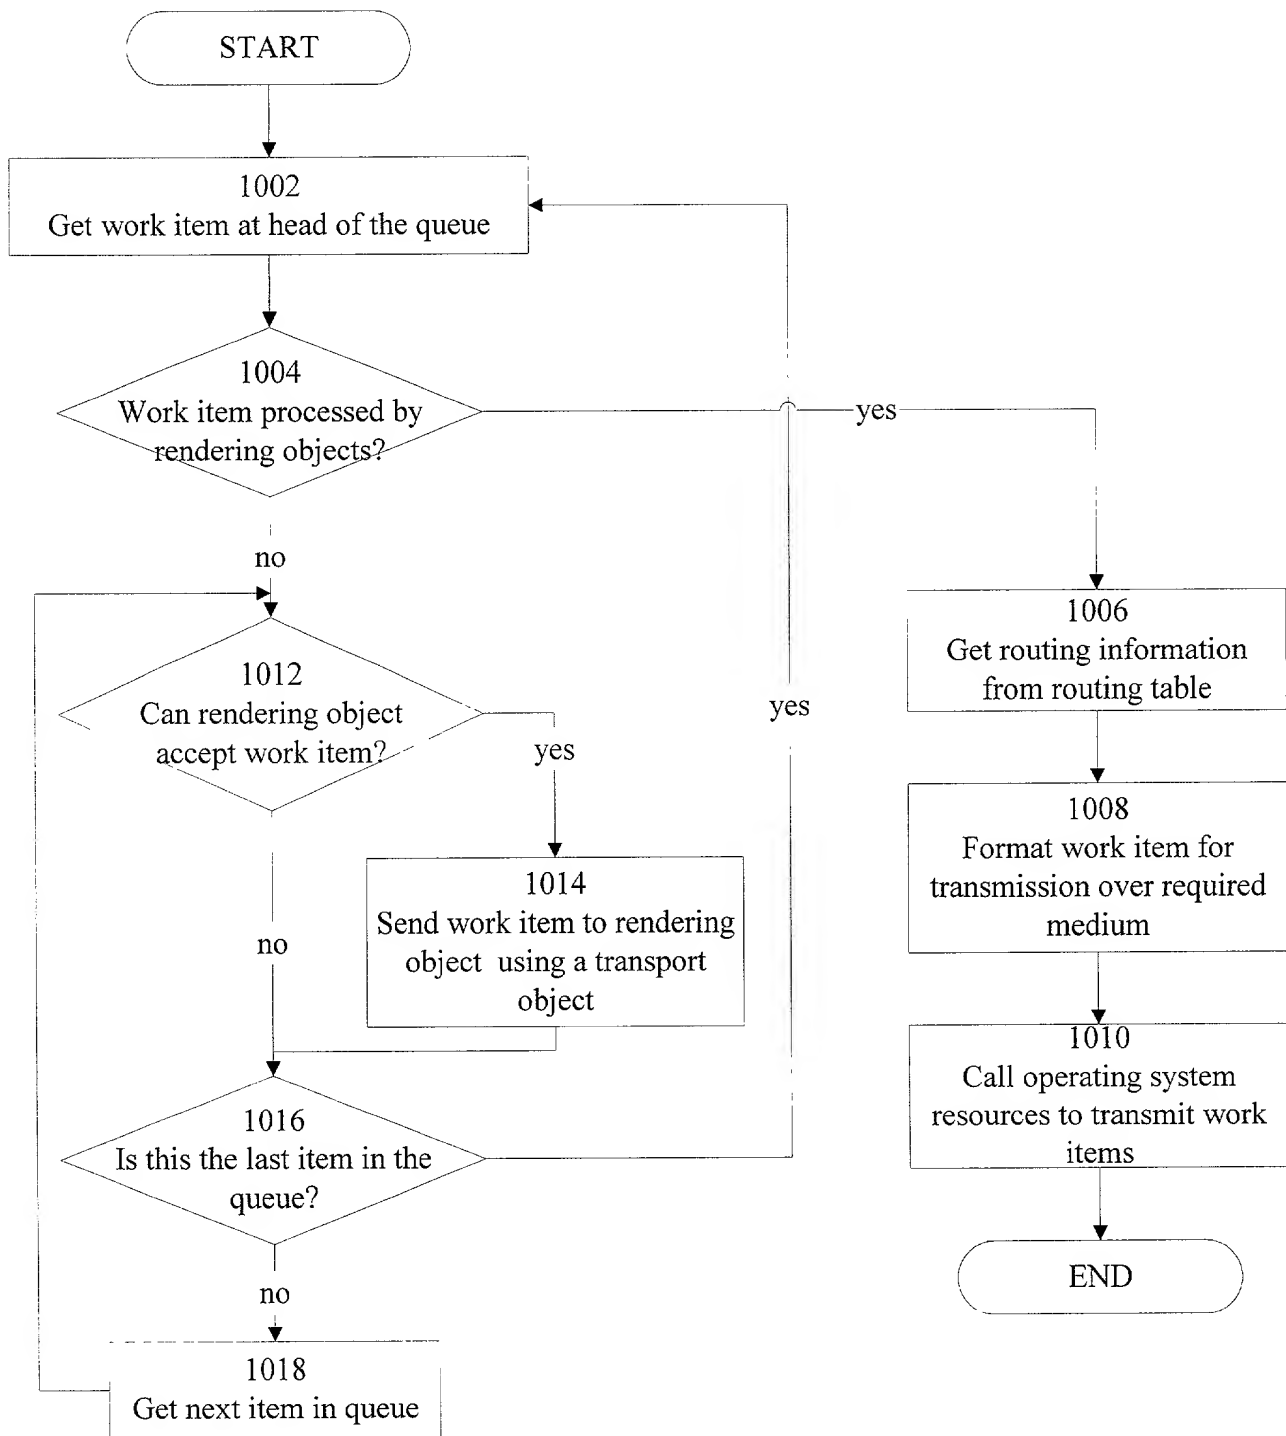 START
1002
Get work item at head of the queue
1004
Work item processed by
rendering objects?
yes
no
1006
Get routing information
from routing table
1012
Can rendering object
accept work item?
yes
yes
1008
Format work item for
transmission over required
medium
1014
Send work item to rendering
object using a transport
object
no
1010
Call operating system
resources to transmit work
items
1016
Is this the last item in the
queue?
END
no
1018
Get next item in queue